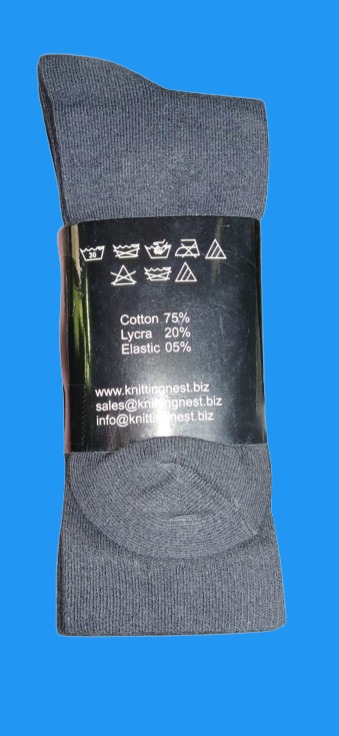 30
Cotton 75%
Lycra 20%
Elastic 05%
www.knittingnest.biz
sales@knittingnest.biz
info@knittingnest.biz